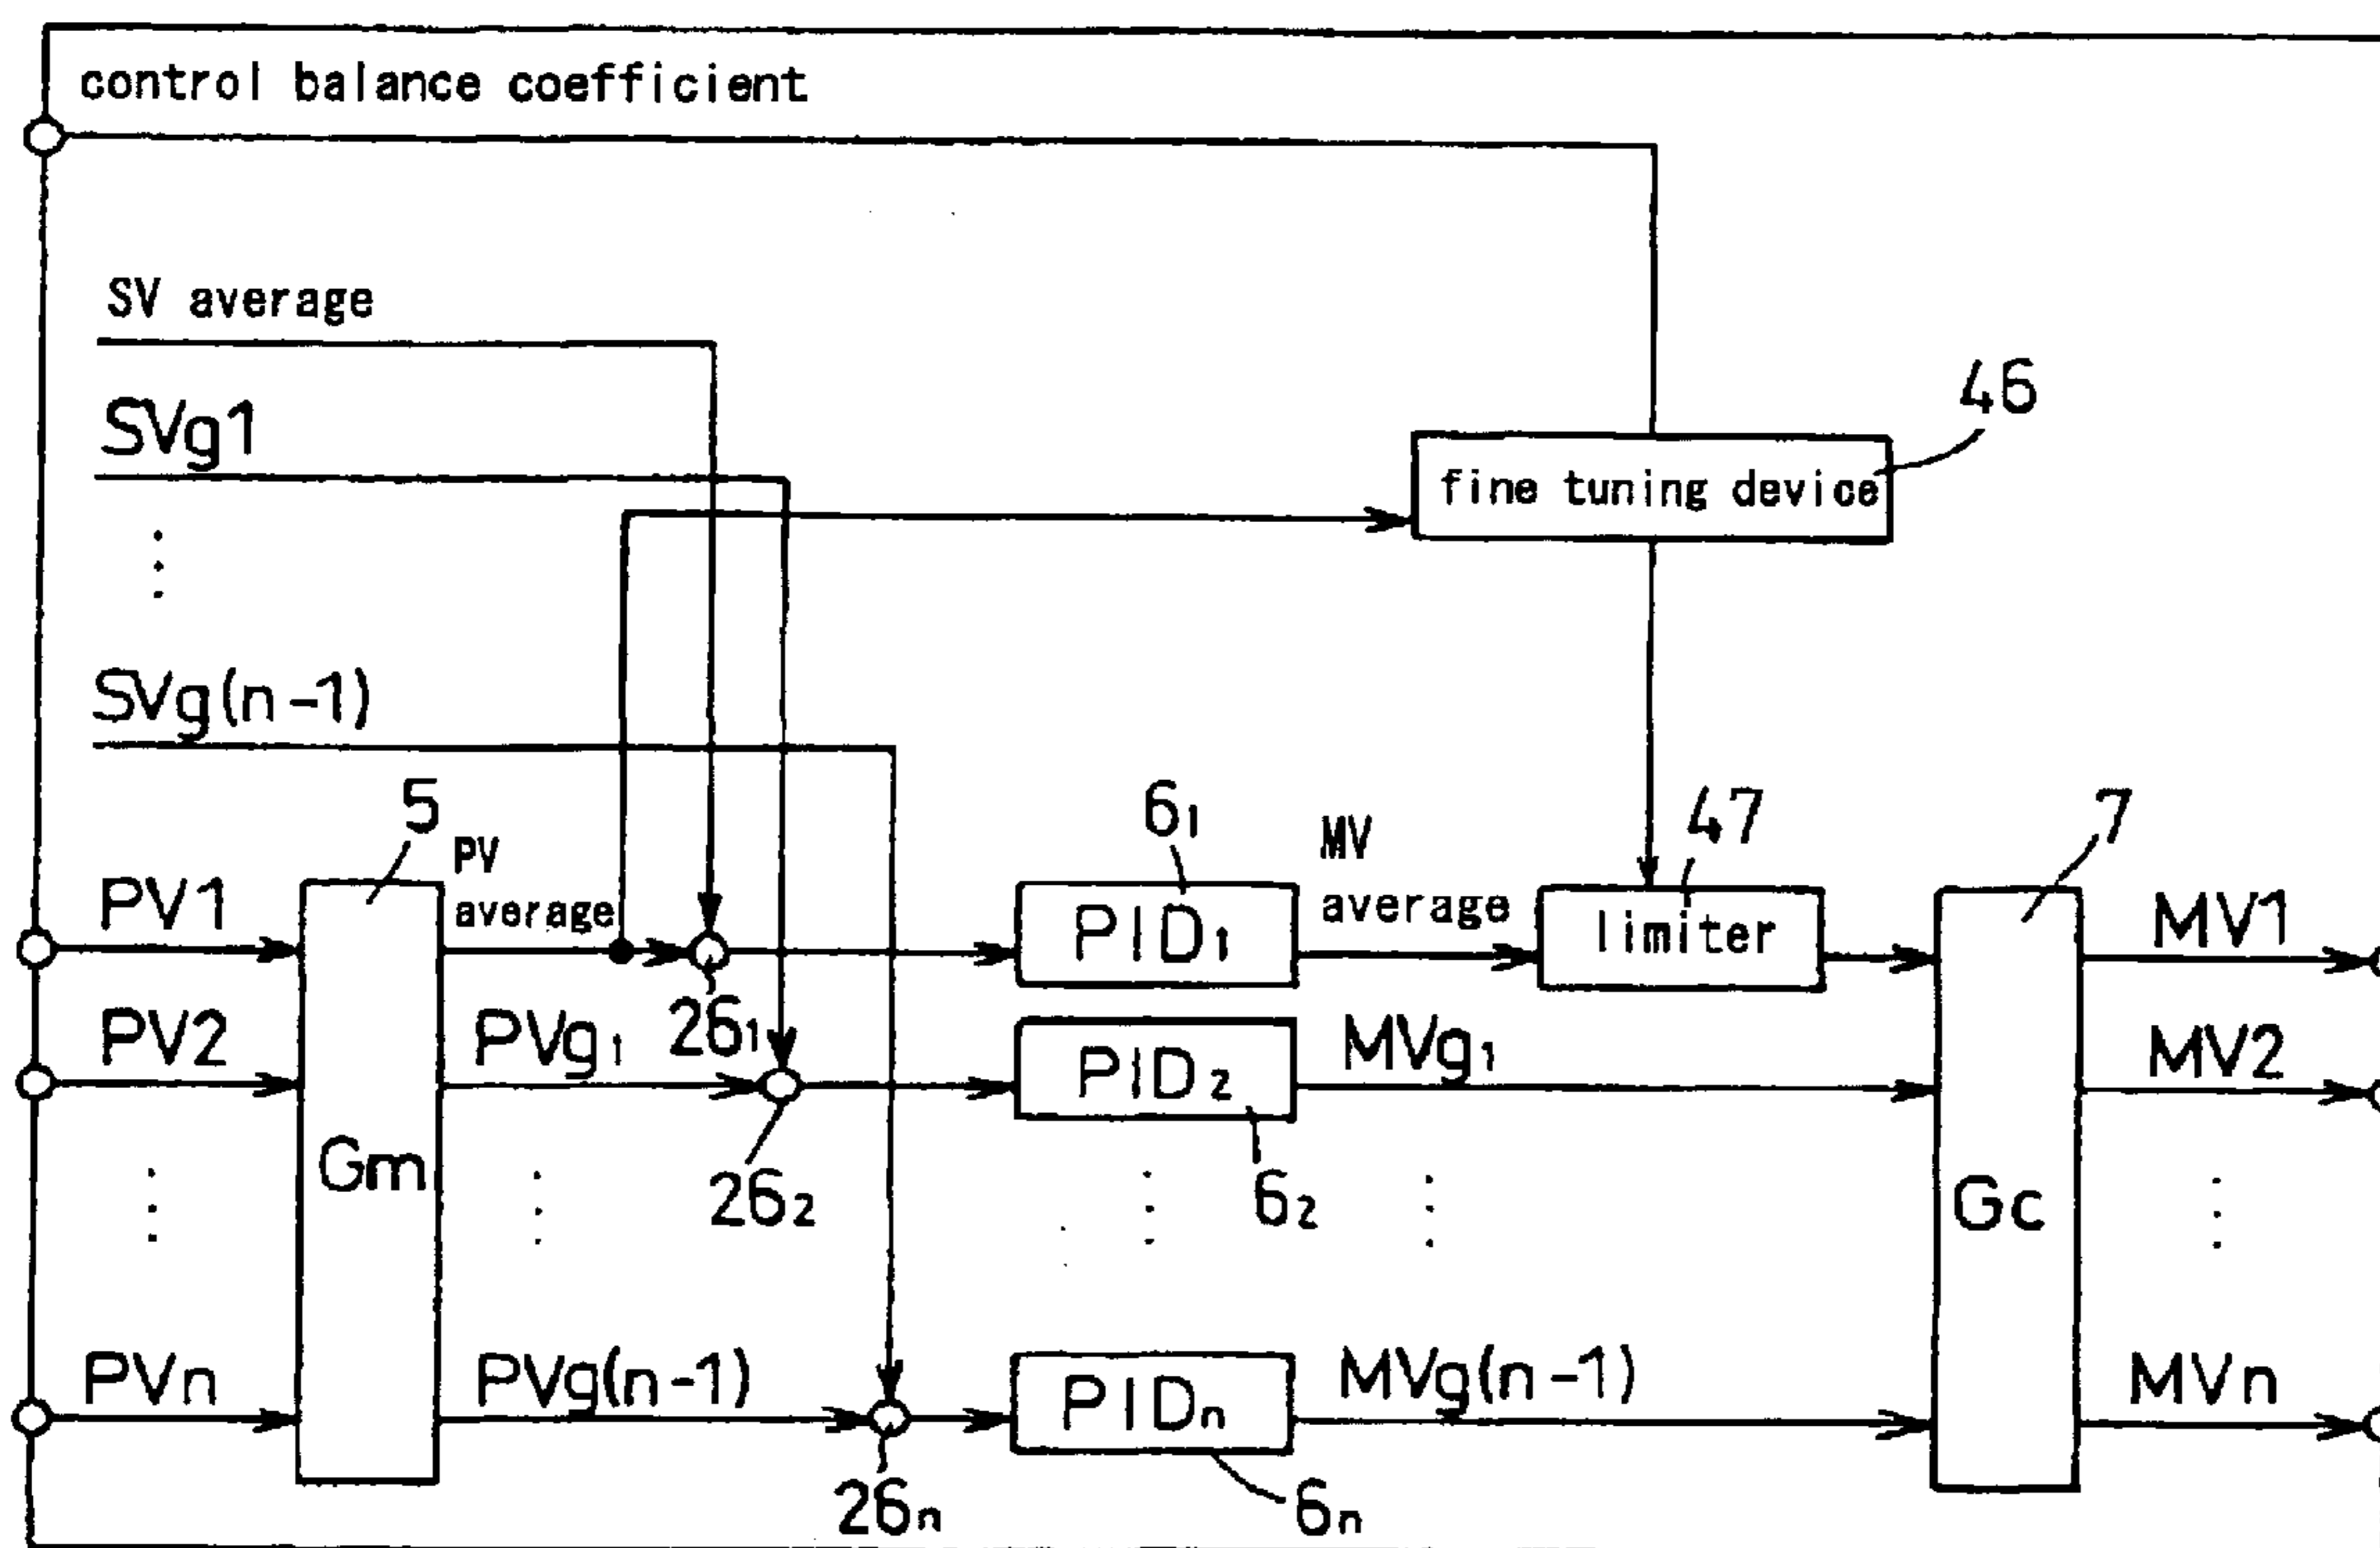 control balance coefficient
SV average
SVg1
46
fine tuning device
SVg(n-1)
5
PV
average
6₁
MV
average
47
7
PV1
PID₁
limiter
MV1
PV2
PVg₁
26₁
PID₂
MVg₁
MV2
Gm
26₂
6₂
Gc
PVn
PVg(n-1)
PIDn
MVg(n-1)
MVn
26n
6n